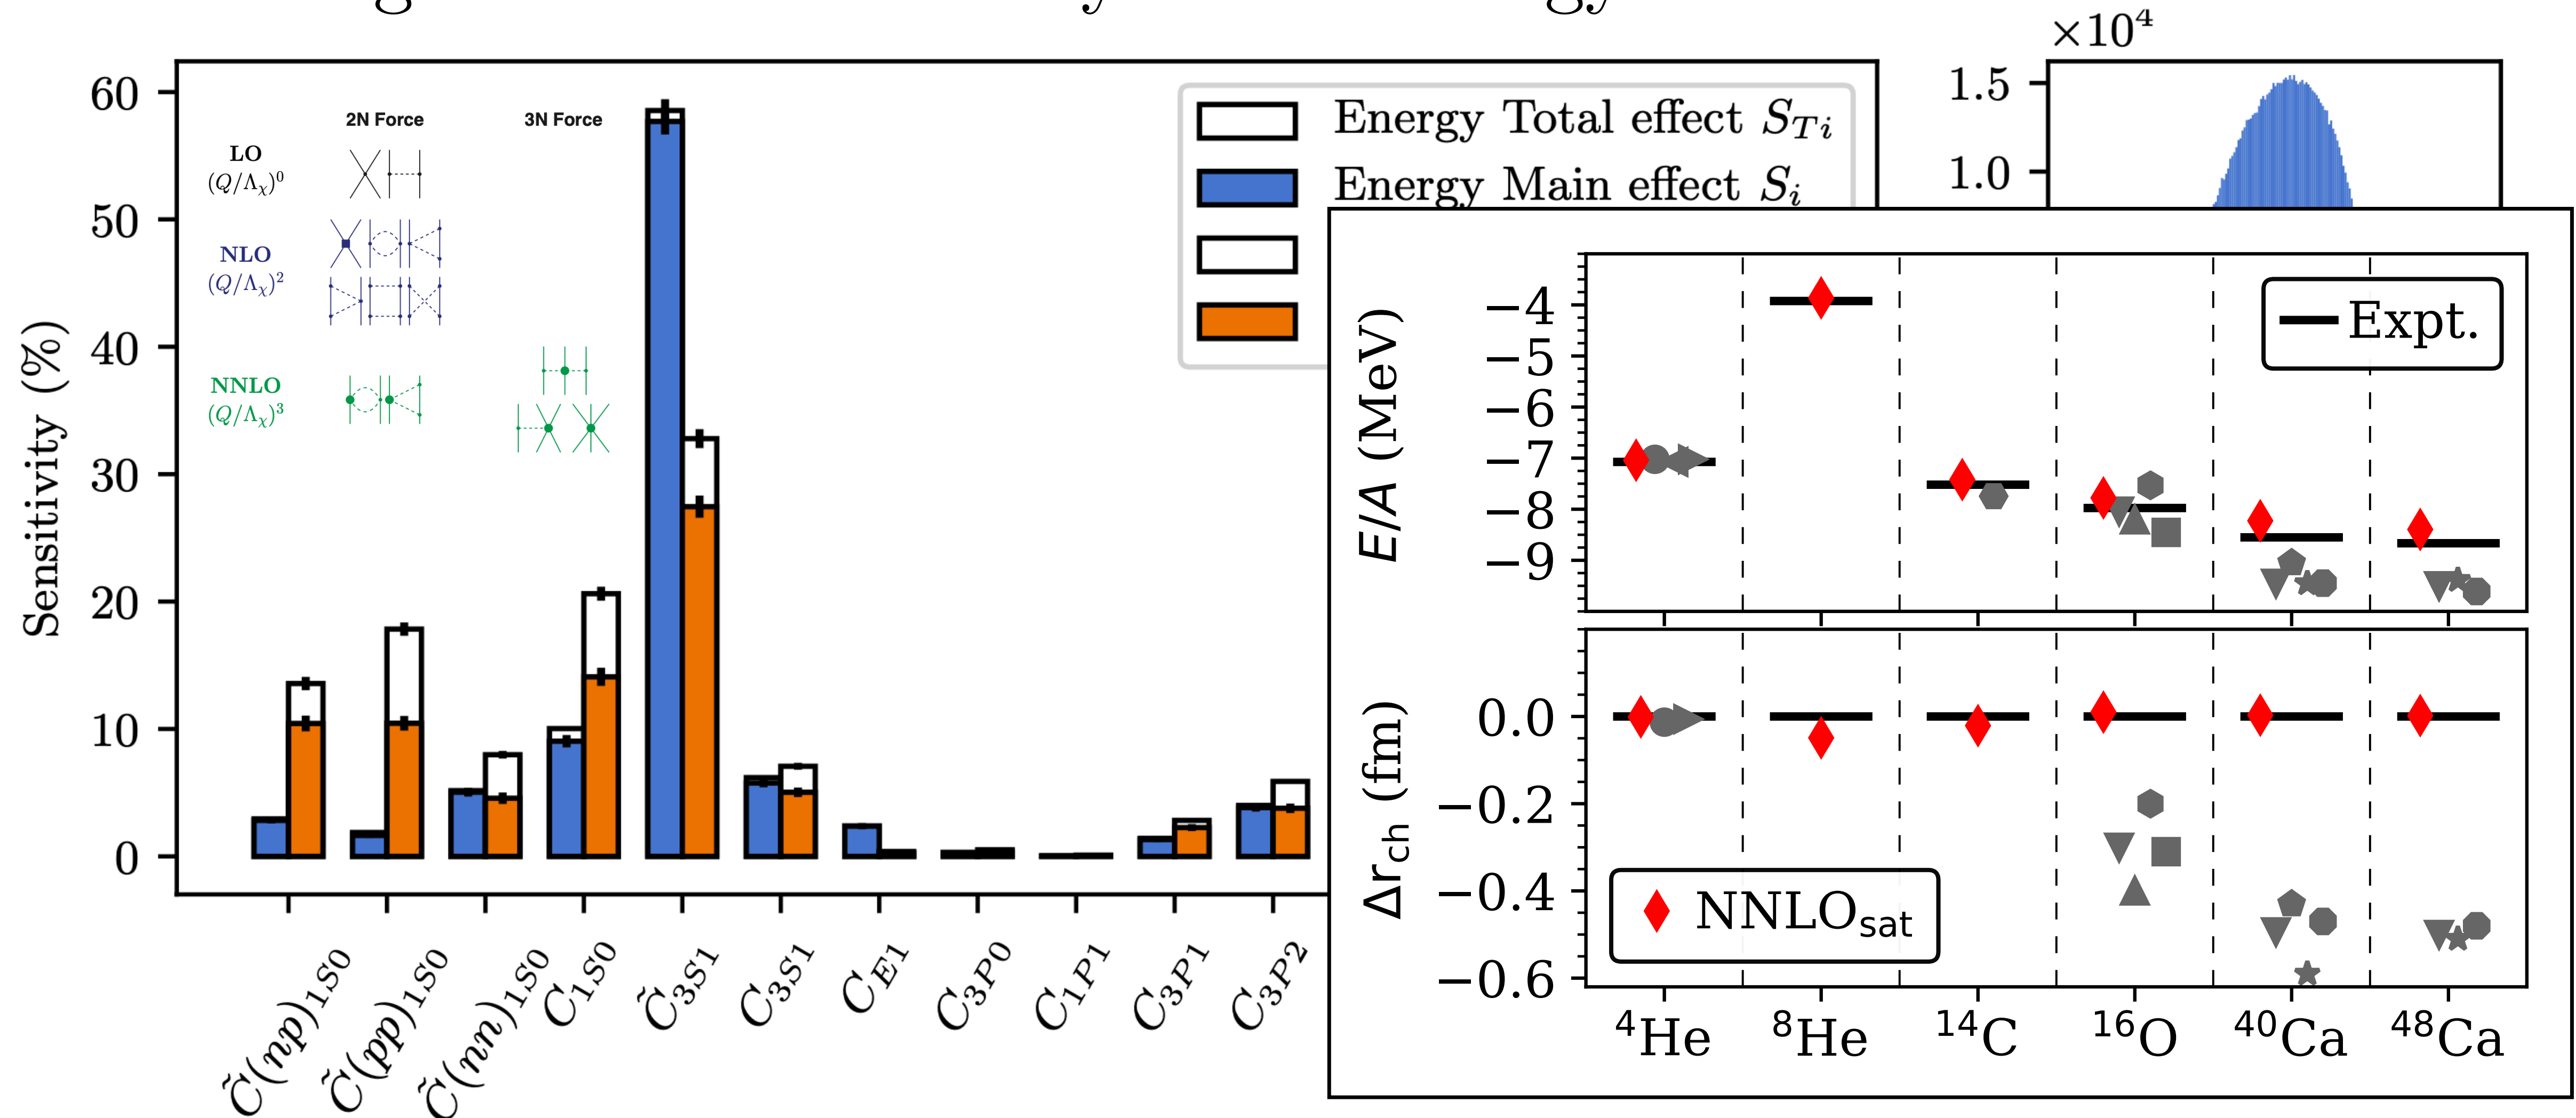 ×10⁴
60
50
40
30
20
10
0
Sensitivity (%)
2N Force
3N Force
LO
(Q/Λχ)⁰
NLO
(Q/Λχ)²
NNLO
(Q/Λχ)³
Energy Total effect S_{Ti}
Energy Main effect S_i
1.5
1.0
C̃(np)1S0
C̃(pp)1S0
C̃(nn)1S0
C1S0
C̃3S1
C3S1
CE1
C3P0
C1P1
C3P1
C3P2
E/A (MeV)
−4
−5
−6
−7
−8
−9
Expt.
Δr_ch (fm)
0.0
−0.2
−0.4
−0.6
NNLO_sat
⁴He
⁸He
¹⁴C
¹⁶O
⁴⁰Ca
⁴⁸Ca